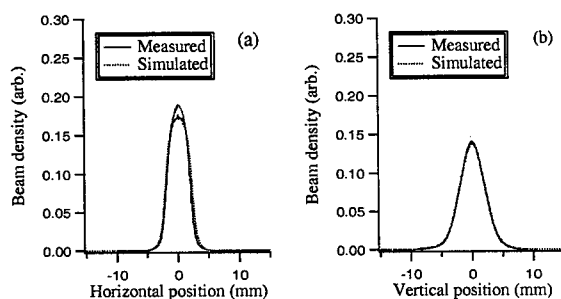 0.30
0.25
0.20
0.15
0.10
0.05
0.00
Beam density (arb.)
Measured
Simulated
(a)
-10
0
10
Horizontal position (mm)
0.30
0.25
0.20
0.15
0.10
0.05
0.00
Beam density (arb.)
Measured
Simulated
(b)
-10
0
10
Vertical position (mm)